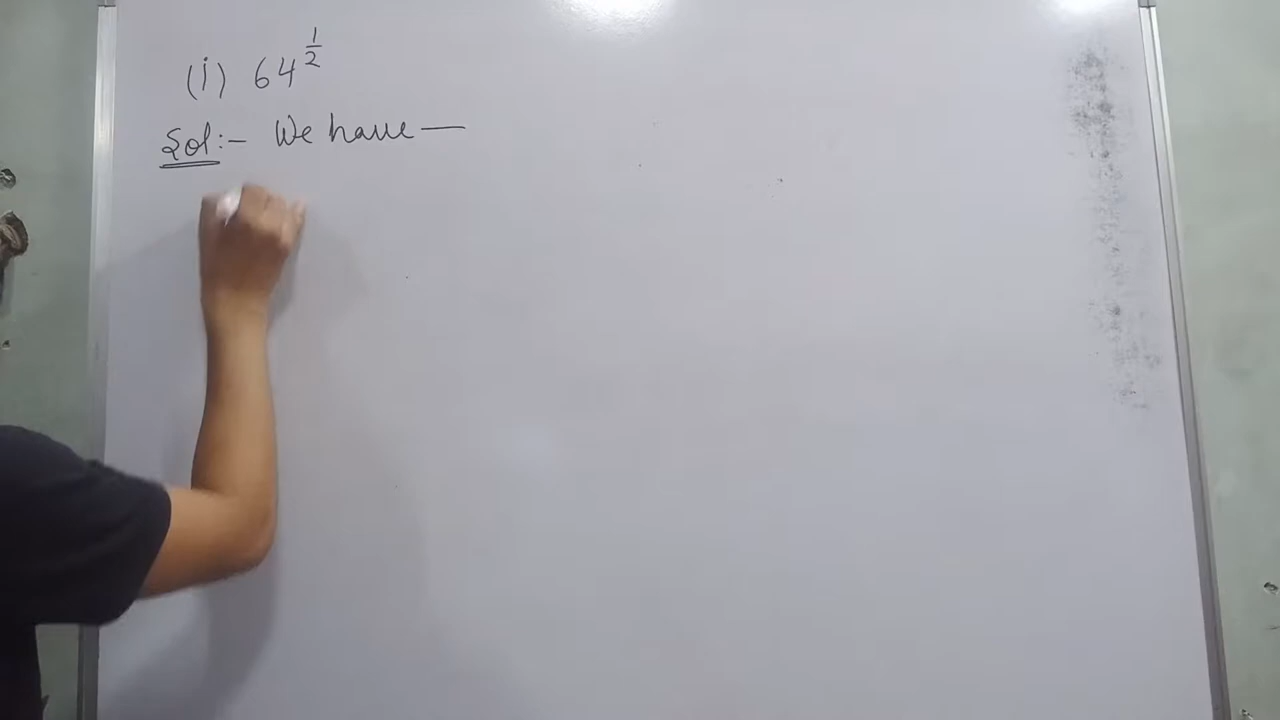 (i) 64^{1/2}
Sol:- We have —